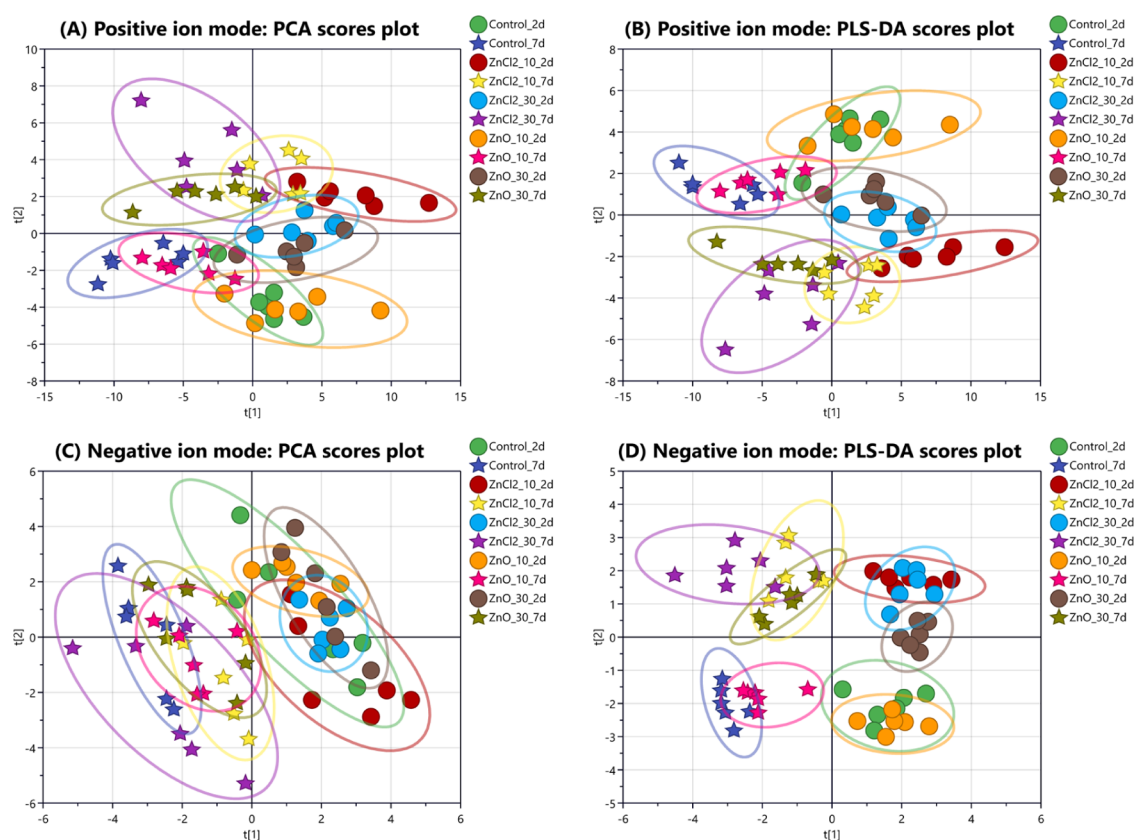 (A) Positive ion mode: PCA scores plot
10
8
6
4
2
0
-2
-4
-6
-8
t[2]
-15
-10
-5
0
5
10
15
t[1]
Control_2d
Control_7d
ZnCl2_10_2d
ZnCl2_10_7d
ZnCl2_30_2d
ZnCl2_30_7d
ZnO_10_2d
ZnO_10_7d
ZnO_30_2d
ZnO_30_7d
(B) Positive ion mode: PLS-DA scores plot
8
6
4
2
0
-2
-4
-6
-8
t[2]
-15
-10
-5
0
5
10
15
t[1]
Control_2d
Control_7d
ZnCl2_10_2d
ZnCl2_10_7d
ZnCl2_30_2d
ZnCl2_30_7d
ZnO_10_2d
ZnO_10_7d
ZnO_30_2d
ZnO_30_7d
(C) Negative ion mode: PCA scores plot
6
4
2
0
-2
-4
-6
t[2]
-6
-4
-2
0
2
4
6
t[1]
Control_2d
Control_7d
ZnCl2_10_2d
ZnCl2_10_7d
ZnCl2_30_2d
ZnCl2_30_7d
ZnO_10_2d
ZnO_10_7d
ZnO_30_2d
ZnO_30_7d
(D) Negative ion mode: PLS-DA scores plot
5
4
3
2
1
0
-1
-2
-3
-4
-5
t[2]
-6
-4
-2
0
2
4
6
t[1]
Control_2d
Control_7d
ZnCl2_10_2d
ZnCl2_10_7d
ZnCl2_30_2d
ZnCl2_30_7d
ZnO_10_2d
ZnO_10_7d
ZnO_30_2d
ZnO_30_7d